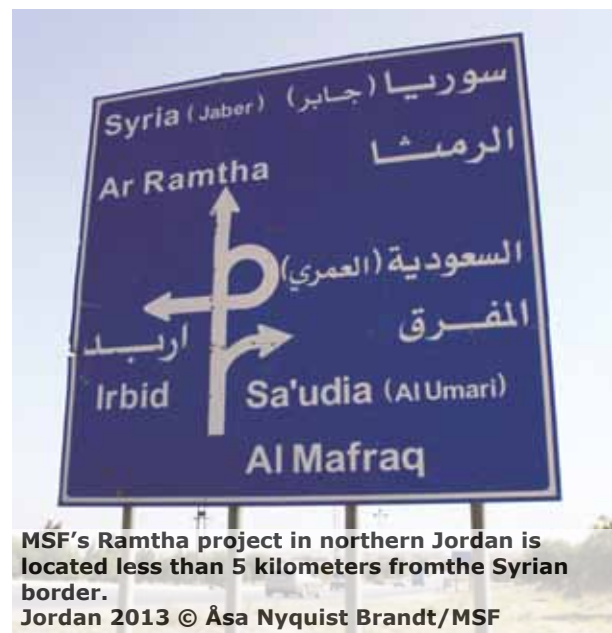 Syria (Jaber) سوريا (جابر)
Ar Ramtha الرمثا
السعودية (العمري)
المفرق
اربد
Irbid
Sa'udia (Al Umari)
Al Mafraq
MSF’s Ramtha project in northern Jordan is
located less than 5 kilometers fromthe Syrian
border.
Jordan 2013 © Åsa Nyquist Brandt/MSF